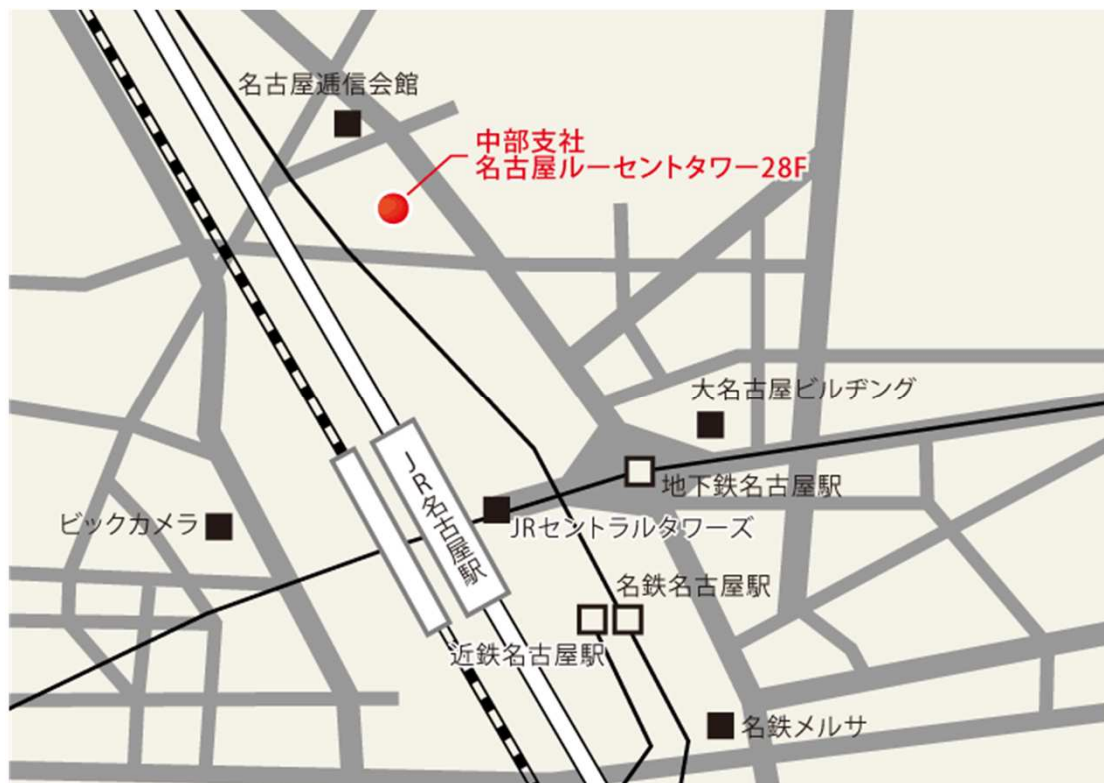 名古屋逓信会館
中部支社
名古屋ルーセントタワー28F
大名古屋ビルヂング
地下鉄名古屋駅
JR名古屋駅
ビックカメラ
JRセントラルタワーズ
名鉄名古屋駅
近鉄名古屋駅
名鉄メルサ